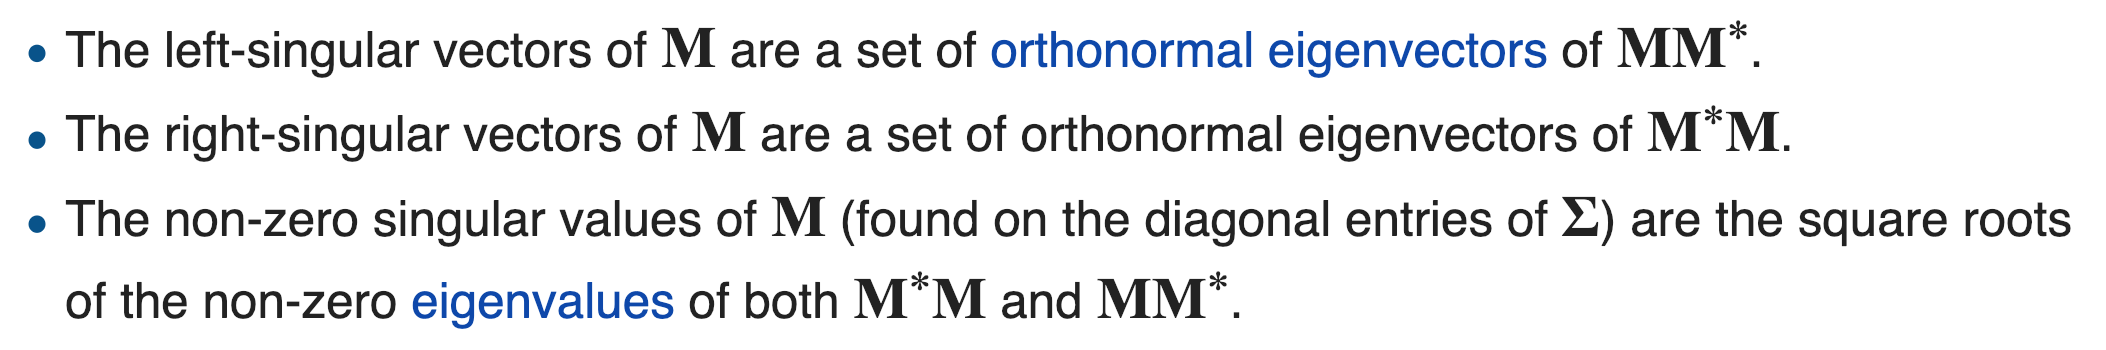 • The left-singular vectors of M are a set of orthonormal eigenvectors of MM*.
• The right-singular vectors of M are a set of orthonormal eigenvectors of M*M.
• The non-zero singular values of M (found on the diagonal entries of Σ) are the square roots
of the non-zero eigenvalues of both M*M and MM*.